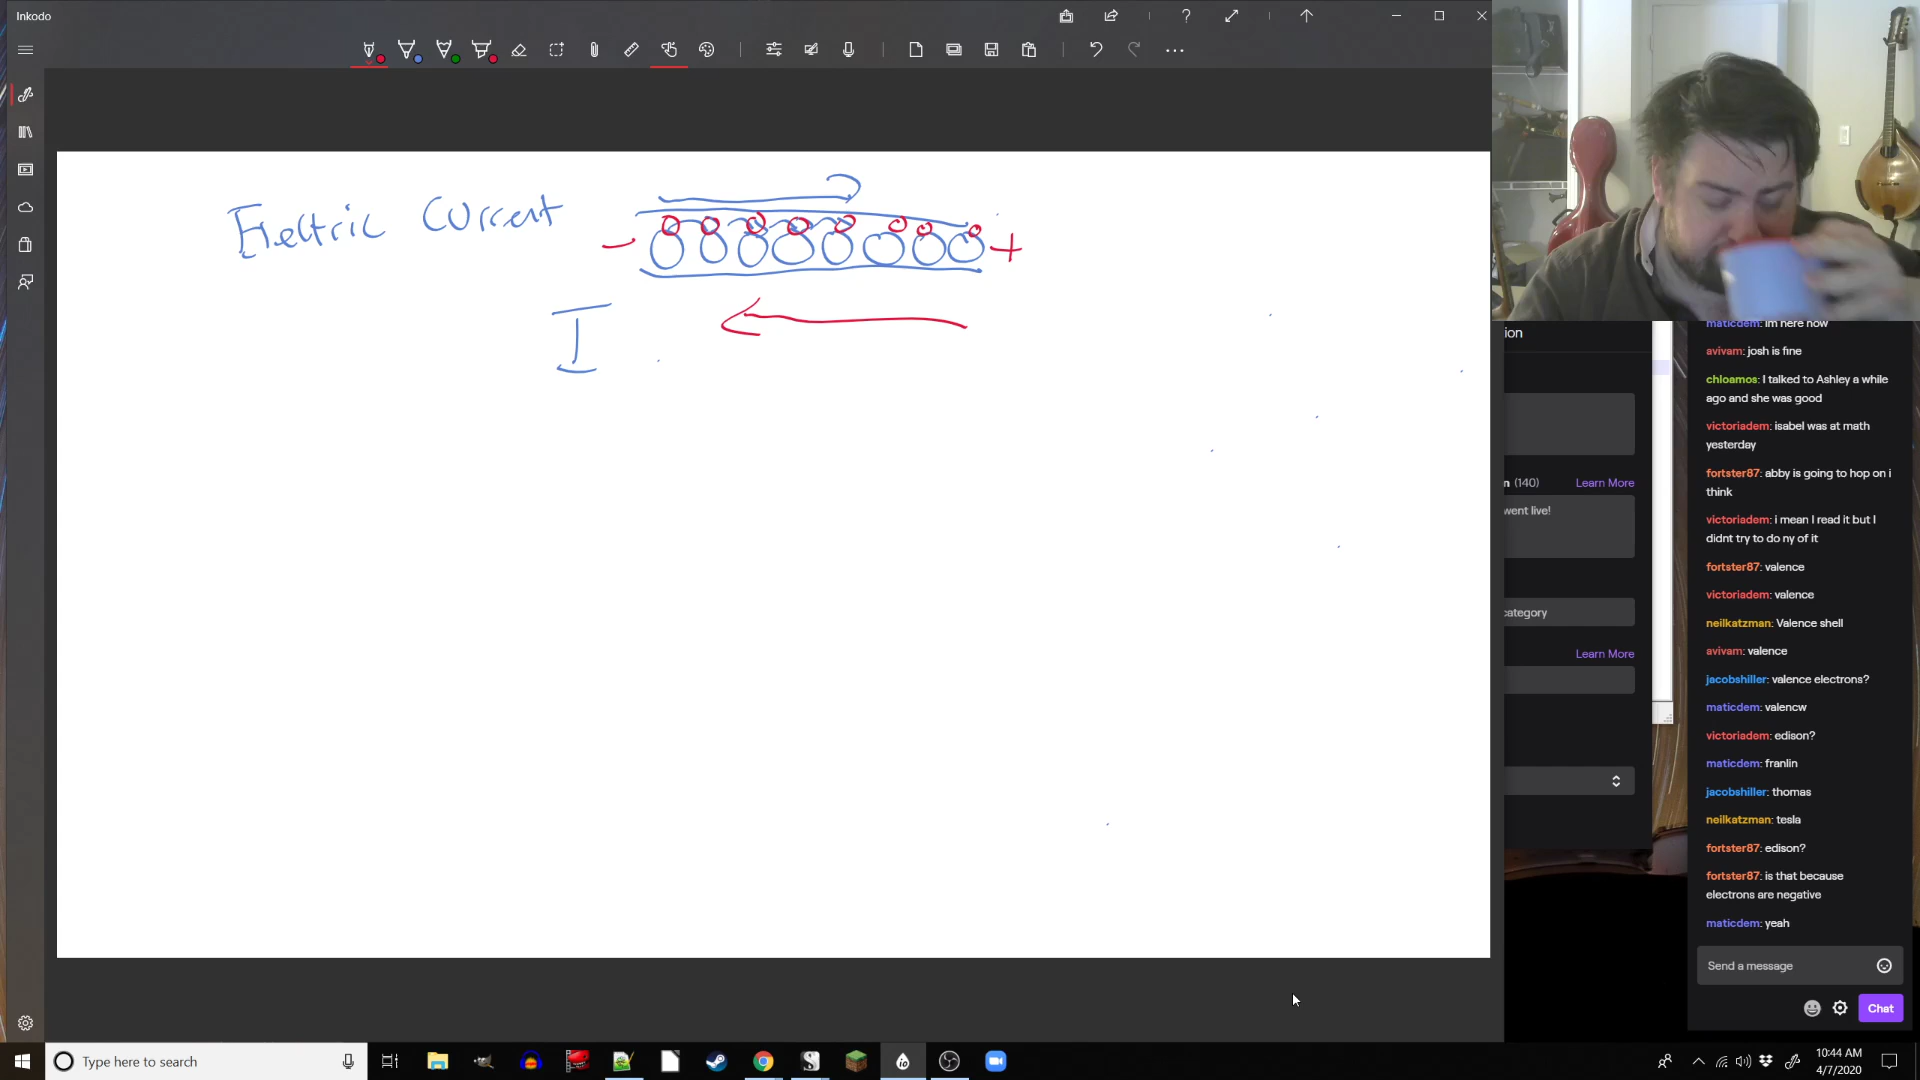 Inkodo
Electric Current
-
+
I
ion
n (140)
Learn More
went live!
category
Learn More
maticdem: im here now
avivam: josh is fine
chloamos: I talked to Ashley a while
ago and she was good
victoriadem: isabel was at math
yesterday
fortster87: abby is going to hop on i
think
victoriadem: i mean I read it but I
didnt try to do ny of it
fortster87: valence
victoriadem: valence
neilkatzman: Valence shell
avivam: valence
jacobshiller: valence electrons?
maticdem: valencw
victoriadem: edison?
maticdem: franlin
jacobshiller: thomas
neilkatzman: tesla
fortster87: edison?
fortster87: is that because
electrons are negative
maticdem: yeah
Send a message
Chat
Type here to search
10:44 AM
4/7/2020